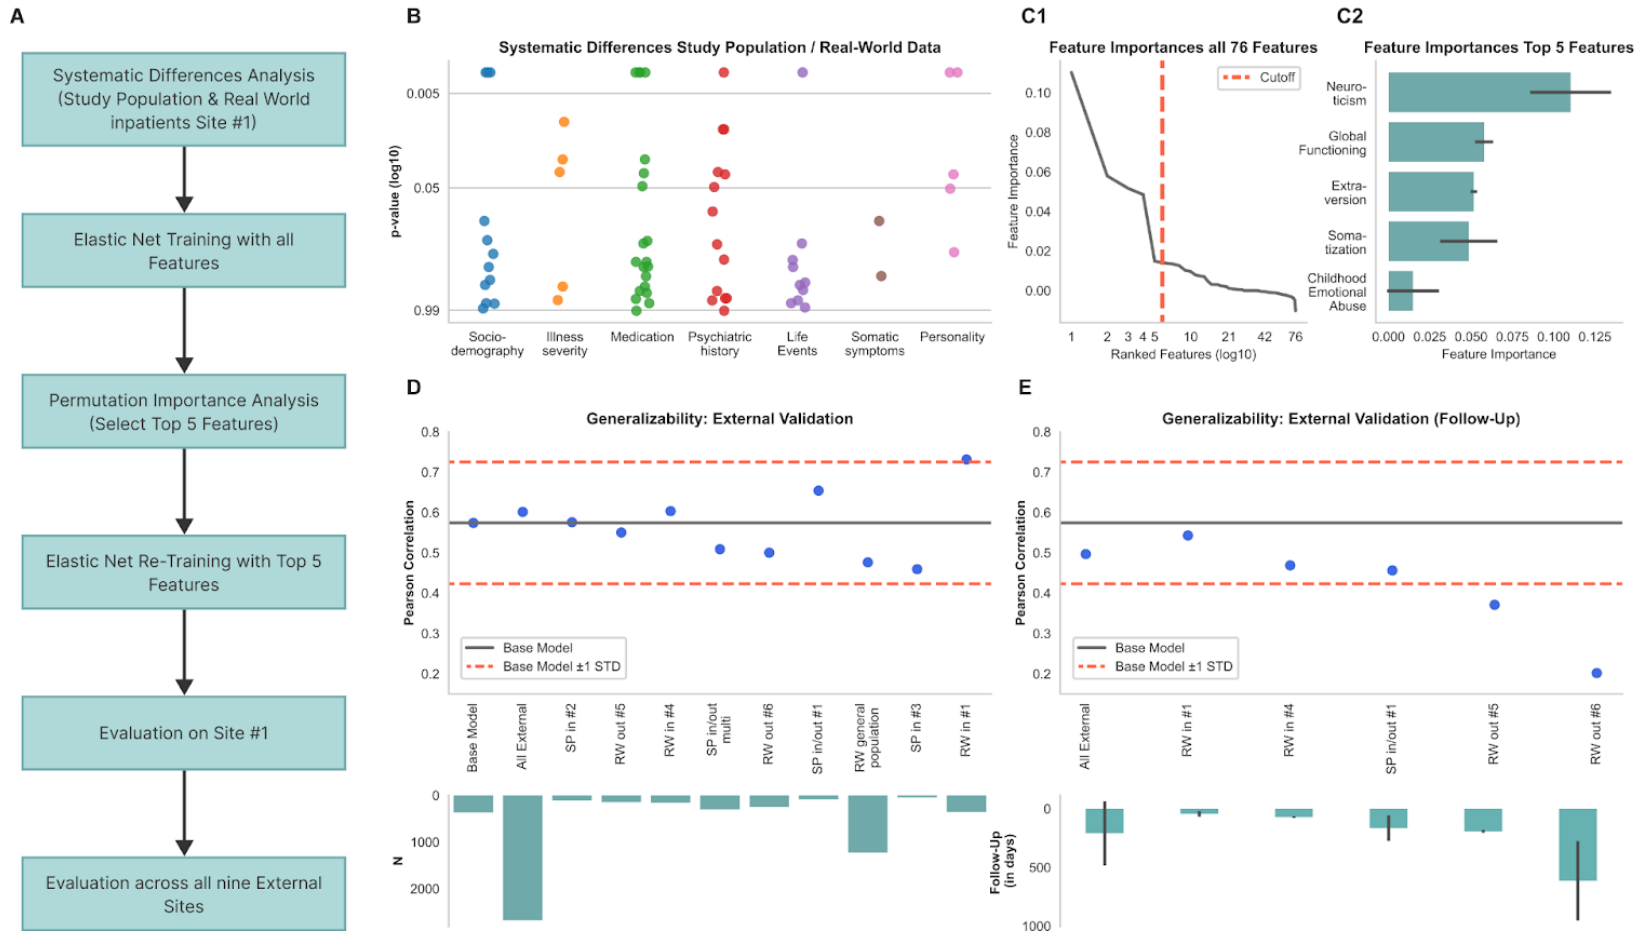 A
Systematic Differences Analysis
(Study Population & Real World
inpatients Site #1)
Elastic Net Training with all
Features
Permutation Importance Analysis
(Select Top 5 Features)
Elastic Net Re-Training with Top 5
Features
Evaluation on Site #1
Evaluation across all nine External
Sites
B
Systematic Differences Study Population / Real-World Data
p-value (log10)
0.005
0.05
0.99
Socio-
demography
Illness
severity
Medication
Psychiatric
history
Life
Events
Somatic
symptoms
Personality
C1
Feature Importances all 76 Features
Cutoff
Feature Importance
0.10
0.08
0.06
0.04
0.02
0.00
1 2 3 4 5 10 21 42 76
Ranked Features (log10)
C2
Feature Importances Top 5 Features
Neuro-
ticism
Global
Functioning
Extra-
version
Soma-
tization
Childhood
Emotional
Abuse
0.000 0.025 0.050 0.075 0.100 0.125
Feature Importance
D
Generalizability: External Validation
Pearson Correlation
0.8
0.7
0.6
0.5
0.4
0.3
0.2
Base Model
Base Model ±1 STD
Base Model
All External
SP in #2
RW out #5
RW in #4
SP in/out
multi
RW out #6
SP in/out #1
RW general
population
SP in #3
RW in #1
N
0
1000
2000
E
Generalizability: External Validation (Follow-Up)
Pearson Correlation
0.8
0.7
0.6
0.5
0.4
0.3
0.2
Base Model
Base Model ±1 STD
All External
RW in #1
RW in #4
SP in/out #1
RW out #5
RW out #6
Follow-Up
(in days)
0
500
1000